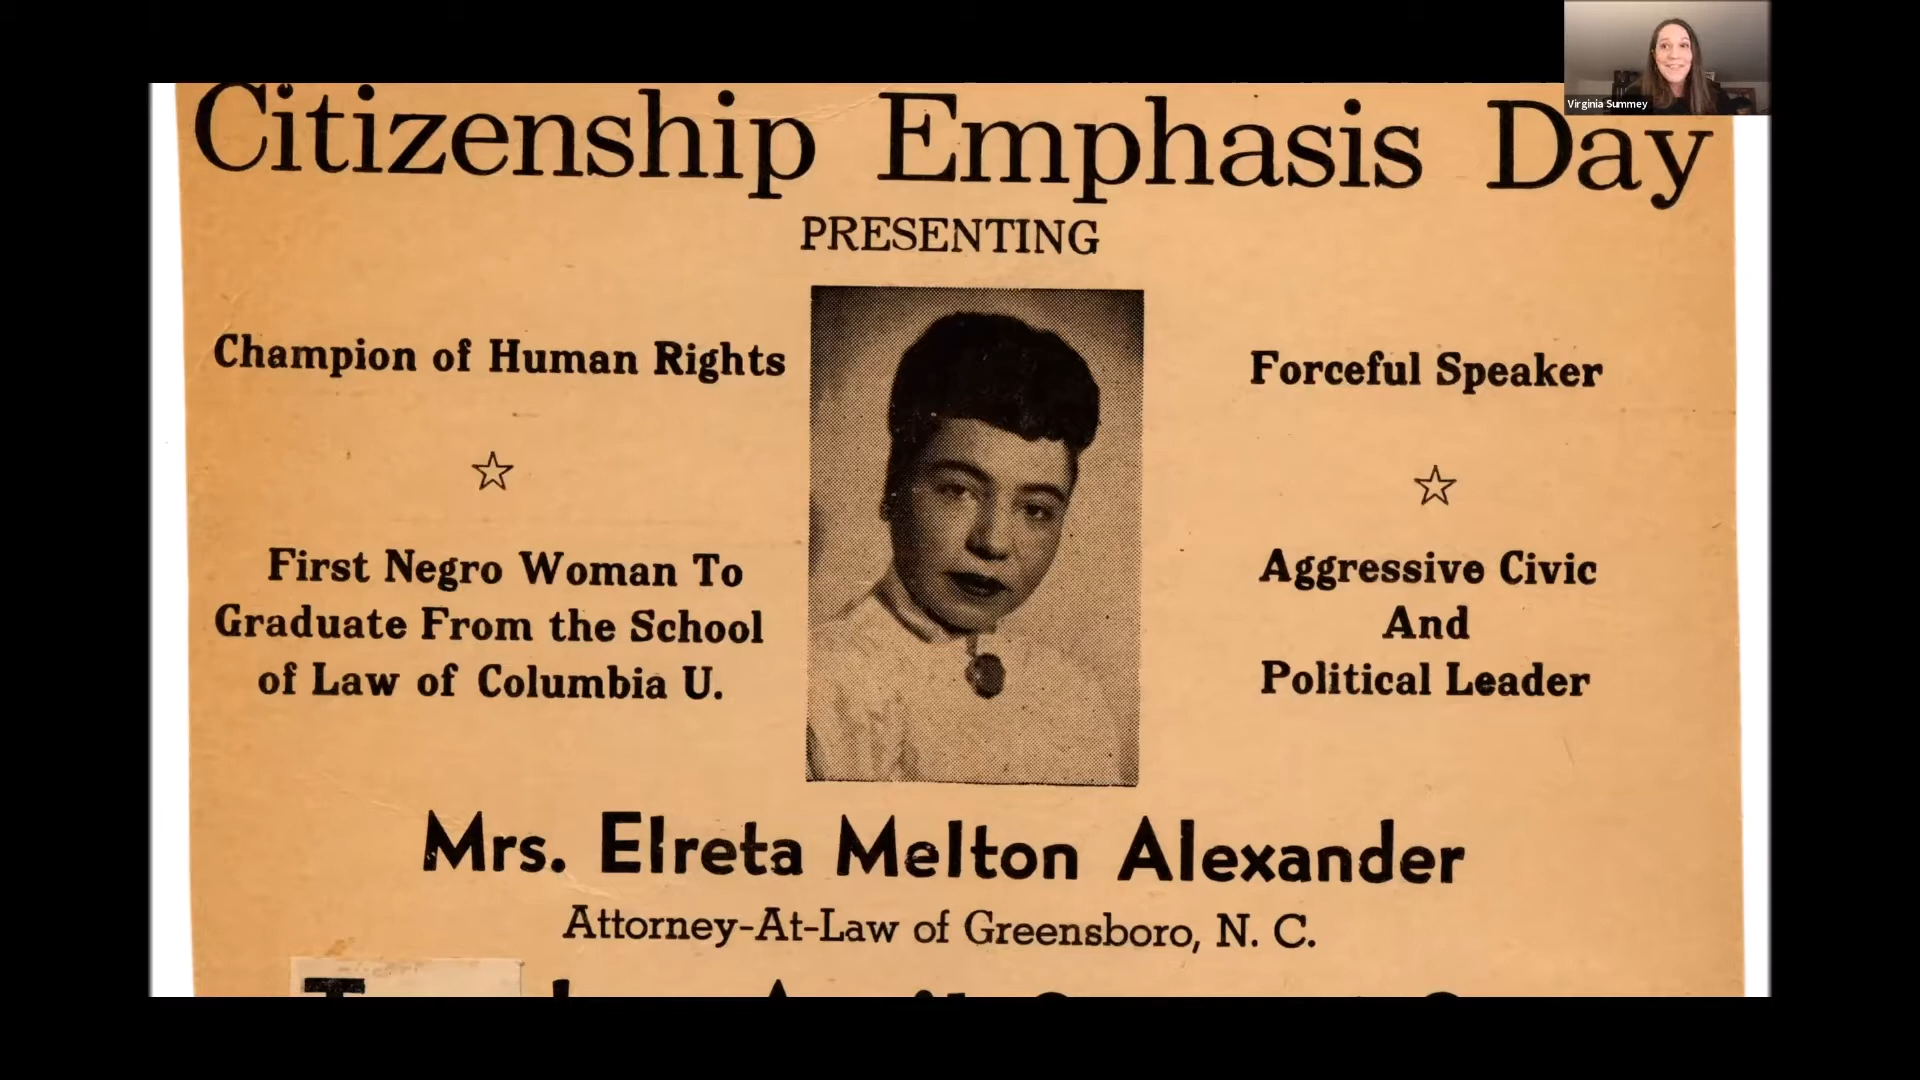 Citizenship Emphasis Day
PRESENTING
Champion of Human Rights
First Negro Woman To
Graduate From the School
of Law of Columbia U.
Forceful Speaker
Aggressive Civic
And
Political Leader
Mrs. Elreta Melton Alexander
Attorney-At-Law of Greensboro, N. C.
Virginia Summey